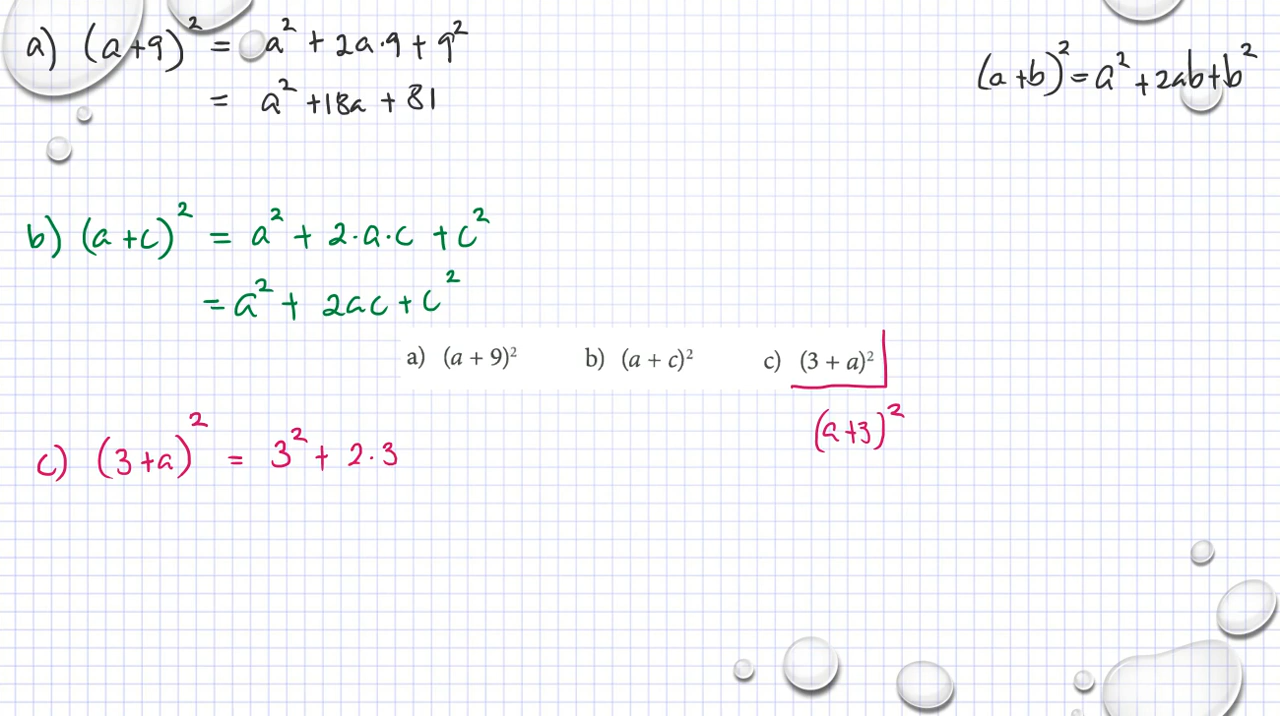 a) (a+9)² = a² + 2a·9 + 9²
= a² +18a + 81
(a+b)² = a² + 2ab+b²
b) (a+c)² = a² + 2·a·c + c²
= a² + 2ac + c²
a) (a + 9)² b) (a + c)² c) (3 + a)²
(a+3)²
c) (3+a)² = 3² + 2·3